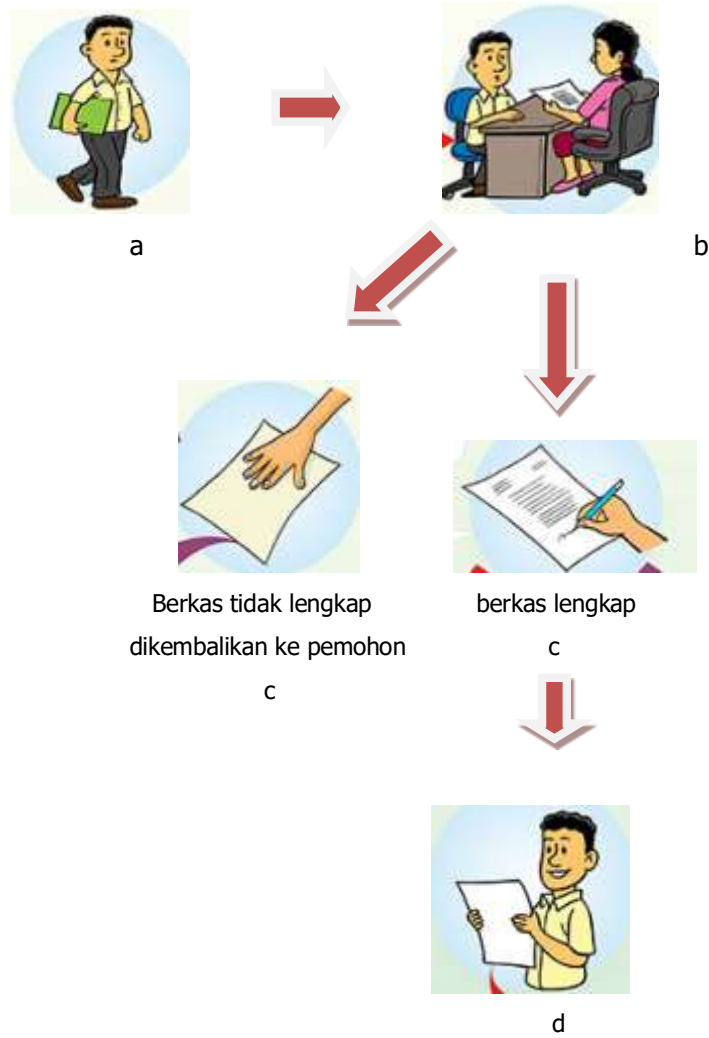 a
b
Berkas tidak lengkap
dikembalikan ke pemohon
c
berkas lengkap
c
d